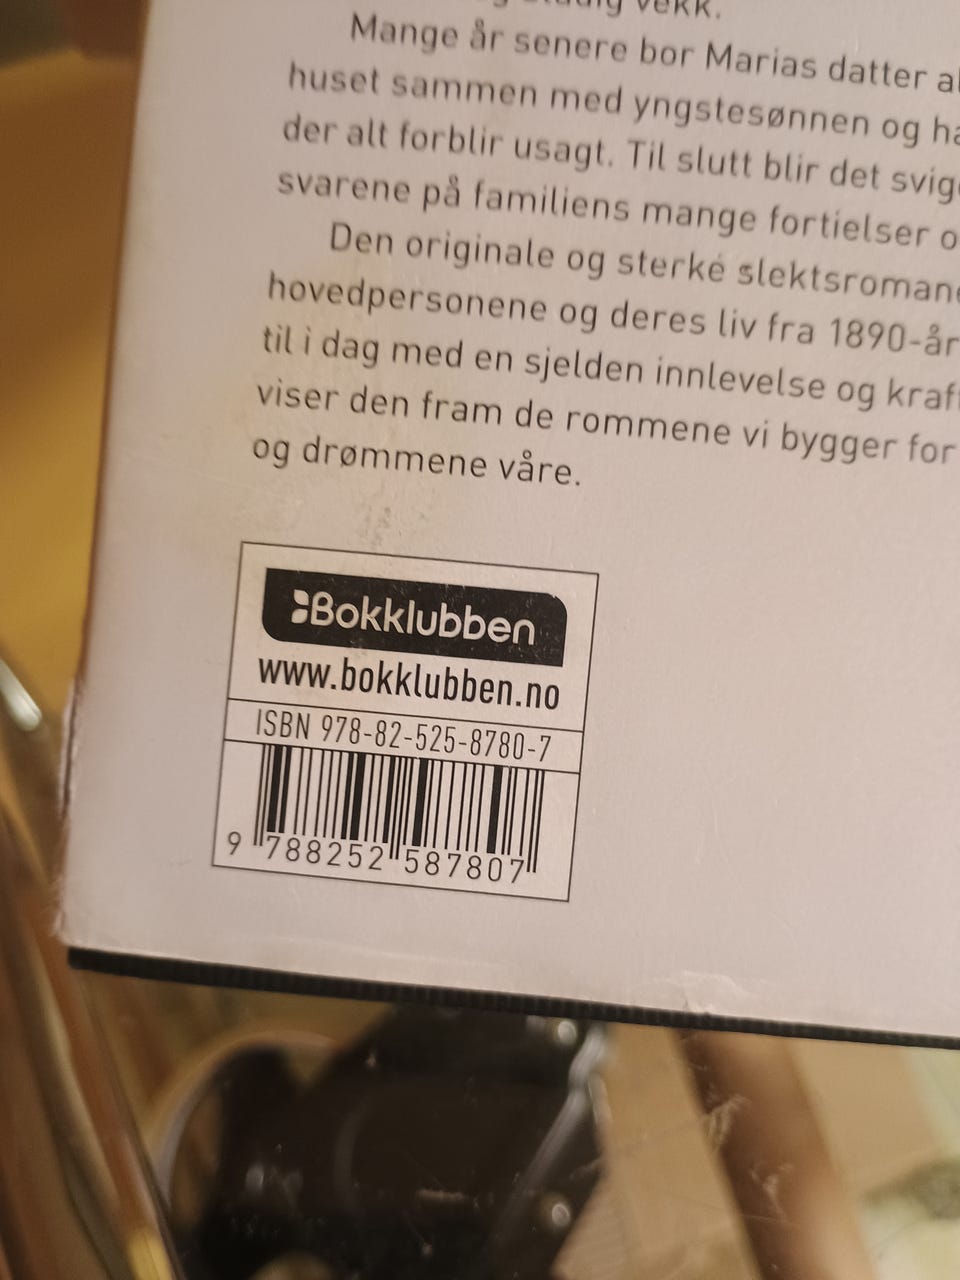 vekk.
Mange år senere bor Marias datter
huset sammen med yngstesønnen og
der alt forblir usagt. Til slutt blir det
svarene på familiens mange fortielser
Den originale og sterke
hovedpersonene og deres liv fra
til i dag med en sjelden innlevelse og
viser den fram de rommene vi bygger for
og drømmene våre.
Bokklubben
www.bokklubben.no
ISBN 978-82-525-8780-7
9 788252 587807